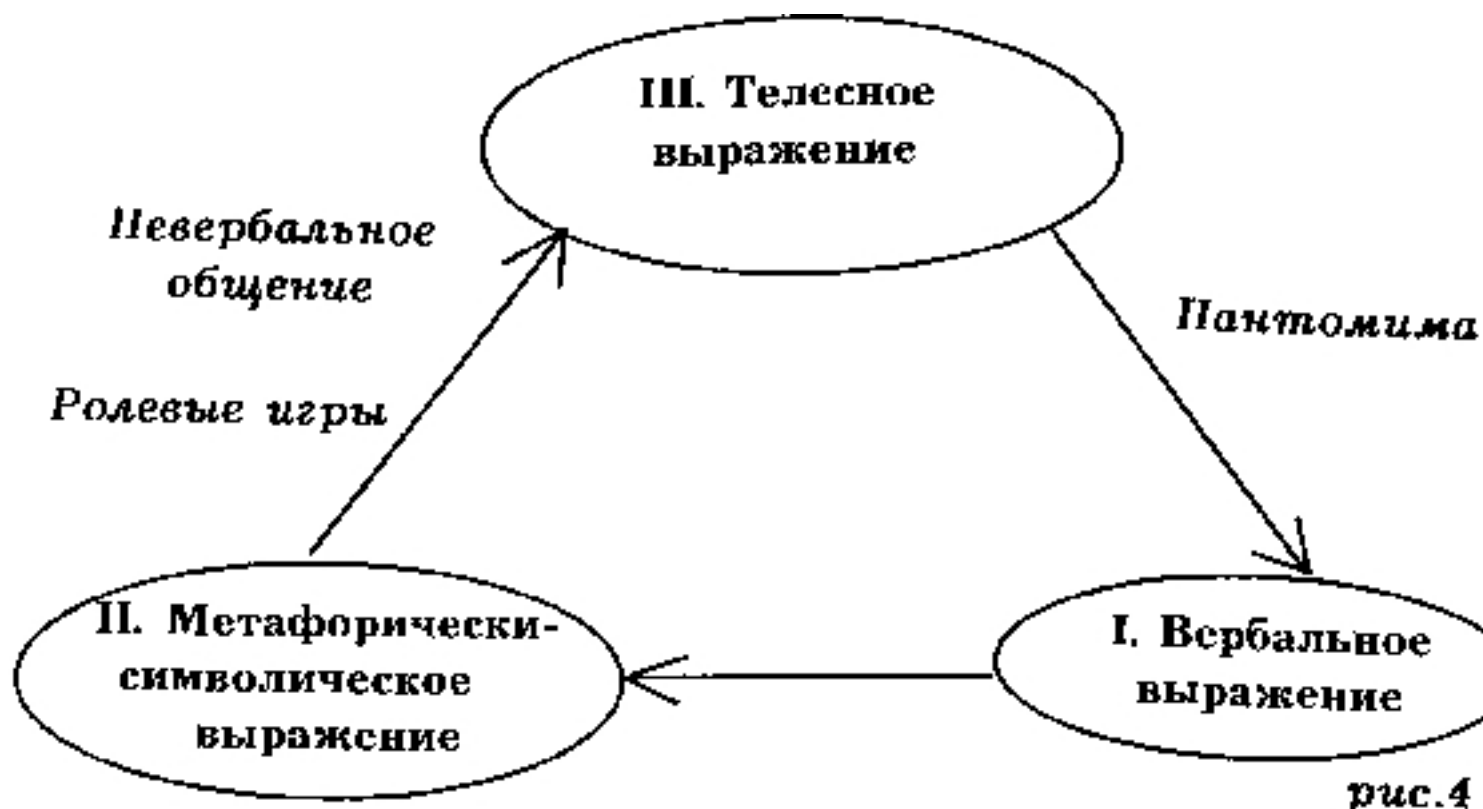 III. Телесное
выражение
Невербальное
общение
Пантомима
Ролевые игры
II. Метафорически-
символическое
выражение
I. Вербальное
выражение
рис.4